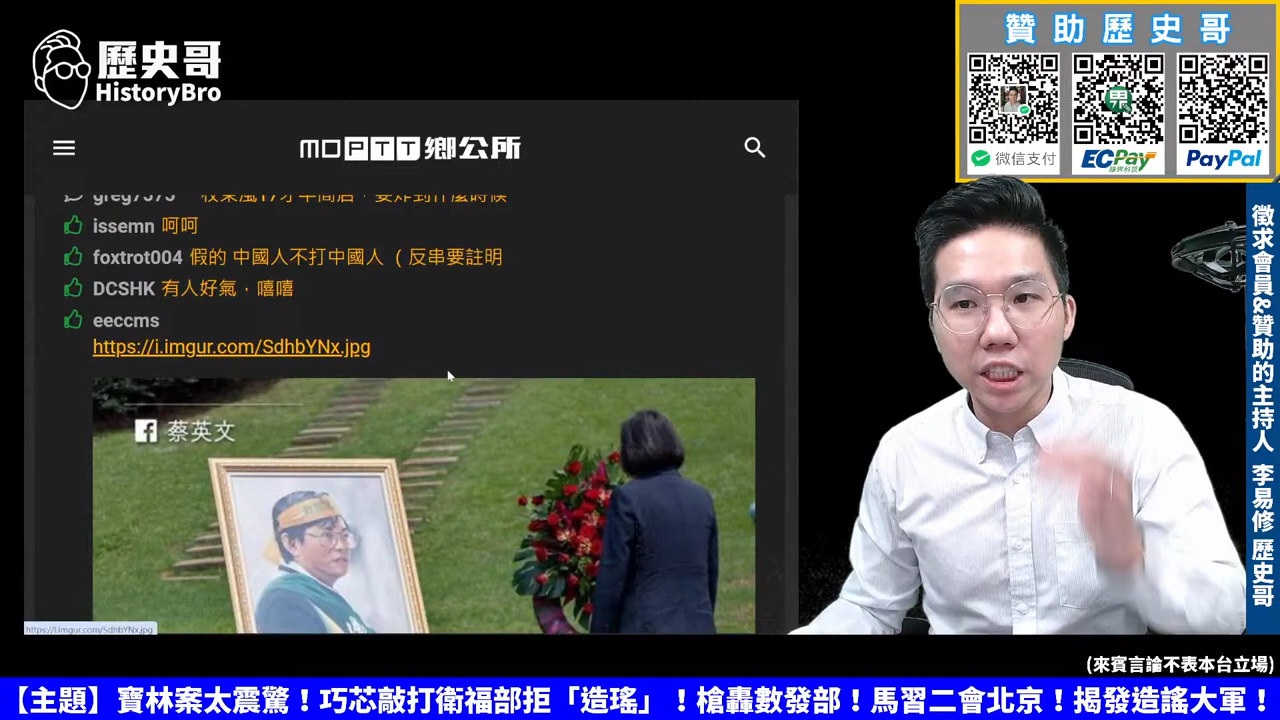 歷史哥
HistoryBro
贊助歷史哥
微信支付
ECPay
綠界科技
PayPal
MOPTT鄉公所
greg7575
issemn 呵呵
foxtrot004 假的 中國人不打中國人 （反串要註明
DCSHK 有人好氣，嘻嘻
eeccms
https://i.imgur.com/SdhbYNx.jpg
蔡英文
https://i.imgur.com/SdhbYNx.jpg
徵求會員&贊助的主持人 李易修 歷史哥
(來賓言論不表本台立場)
【主題】寶林案太震驚！巧芯敲打衛福部拒「造瑤」！槍轟數發部！馬習二會北京！揭發造謠大軍！